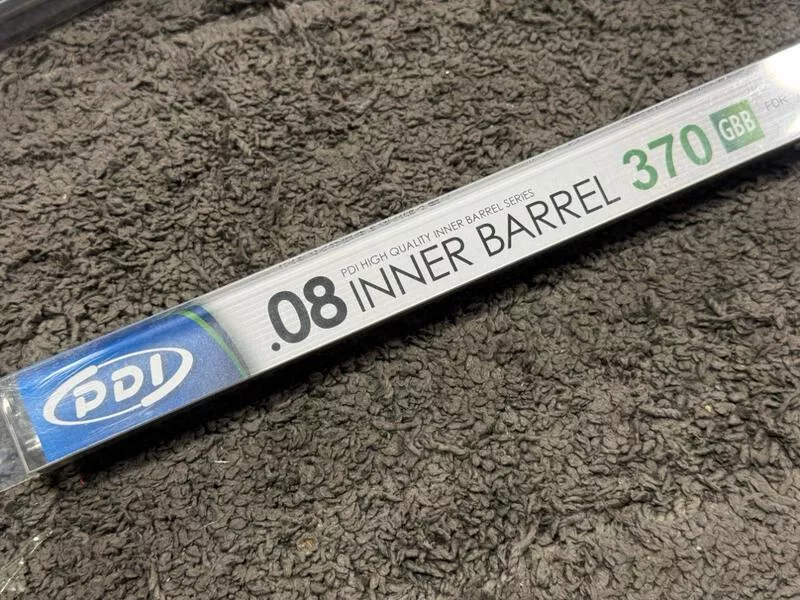 PDI
PDI HIGH QUALITY INNER BARREL SERIES
.08 INNER BARREL 370 GBB FOR